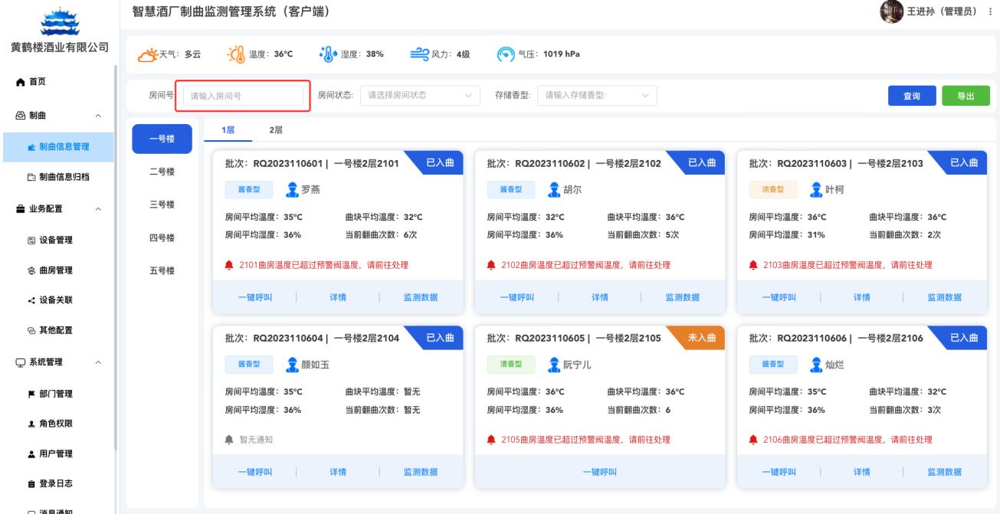 智慧酒厂制曲监测管理系统（客户端）
王进孙（管理员）
黄鹤楼酒业有限公司
首页
制曲
制曲信息管理
制曲信息归档
业务配置
设备管理
曲房管理
设备关联
其他配置
系统管理
部门管理
角色权限
用户管理
登录日志
消息通知
天气：多云
温度：36°C
湿度：38%
风力：4级
气压：1019 hPa
房间号 请输入房间号
房间状态: 请选择房间状态
存储香型: 请输入存储香型:
查询
导出
一号楼
二号楼
三号楼
四号楼
五号楼
1层 2层
批次：RQ2023110601 | 一号楼2层2101 已入曲
酱香型 罗燕
房间平均温度：35°C 曲块平均温度：32°C
房间平均湿度：36% 当前翻曲次数：6次
2101曲房温度已超过预警阀温度，请前往处理
一键呼叫 详情 监测数据
批次：RQ2023110602 | 一号楼2层2102 已入曲
酱香型 胡尔
房间平均温度：32°C 曲块平均温度：36°C
房间平均湿度：36% 当前翻曲次数：5次
2102曲房温度已超过预警阀温度，请前往处理
一键呼叫 详情 监测数据
批次：RQ2023110603 | 一号楼2层2103 已入曲
浓香型 叶柯
房间平均温度：36°C 曲块平均温度：36°C
房间平均湿度：31% 当前翻曲次数：2次
2103曲房温度已超过预警阀温度，请前往处理
一键呼叫 详情 监测数据
批次：RQ2023110604 | 一号楼2层2104 已入曲
酱香型 颜如玉
房间平均温度：35°C 曲块平均温度：暂无
房间平均湿度：36% 当前翻曲次数：暂无
暂无通知
一键呼叫 详情 监测数据
批次：RQ2023110605 | 一号楼2层2105 未入曲
清香型 阮宁儿
房间平均温度：36°C 曲块平均温度：36°C
房间平均湿度：36% 当前翻曲次数：6
2105曲房温度已超过预警阀温度，请前往处理
一键呼叫
批次：RQ2023110606 | 一号楼2层2106 已入曲
酱香型 灿烂
房间平均温度：35°C 曲块平均温度：32°C
房间平均湿度：36% 当前翻曲次数：3次
2106曲房温度已超过预警阀温度，请前往处理
一键呼叫 详情 监测数据